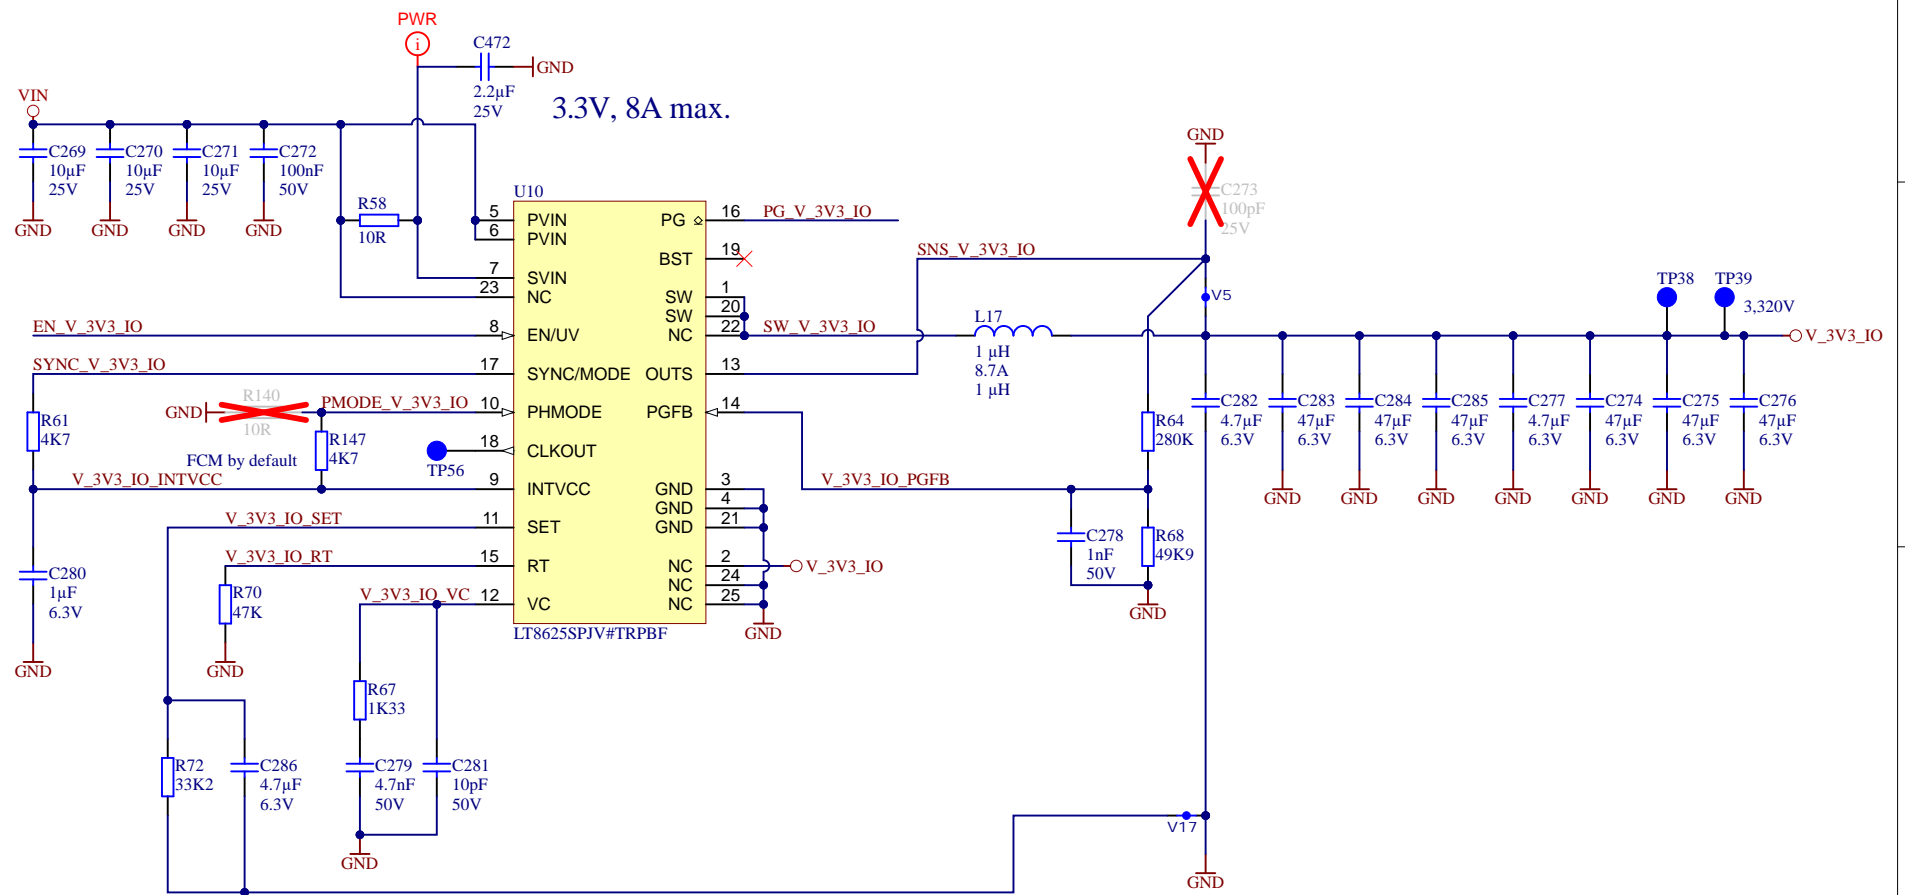 PWR
i
C472
2.2µF
25V
GND
3.3V, 8A max.
VIN
C269
10µF
25V
GND
C270
10µF
25V
GND
C271
10µF
25V
GND
C272
100nF
50V
GND
R58
10R
U10
5 PVIN
6 PVIN
7 SVIN
23 NC
8 EN/UV
17 SYNC/MODE
10 PHMODE
18 CLKOUT
9 INTVCC
11 SET
15 RT
12 VC
PG 16
BST 19
SW 1
SW 20
NC 22
OUTS 13
PGFB 14
GND 3
GND 4
GND 21
NC 2
NC 24
NC 25
LT8625SPJV#TRPBF
EN_V_3V3_IO
SYNC_V_3V3_IO
R61
4K7
GND
R140
10R
PMODE_V_3V3_IO
R147
4K7
FCM by default
TP56
V_3V3_IO_INTVCC
V_3V3_IO_SET
V_3V3_IO_RT
V_3V3_IO_VC
C280
1µF
6.3V
GND
R70
47K
GND
R67
1K33
R72
33K2
C286
4.7µF
6.3V
C279
4.7nF
50V
C281
10pF
50V
GND
PG_V_3V3_IO
SNS_V_3V3_IO
SW_V_3V3_IO
L17
1 µH
8.7A
1 µH
GND
C273
100pF
25V
V5
R64
280K
V_3V3_IO_PGFB
C278
1nF
50V
R68
49K9
GND
V_3V3_IO
GND
TP38
TP39
3,320V
V_3V3_IO
C282
4.7µF
6.3V
C283
47µF
6.3V
GND
C284
47µF
6.3V
GND
C285
47µF
6.3V
GND
C277
4.7µF
6.3V
GND
C274
47µF
6.3V
GND
C275
47µF
6.3V
GND
C276
47µF
6.3V
GND
V17
GND